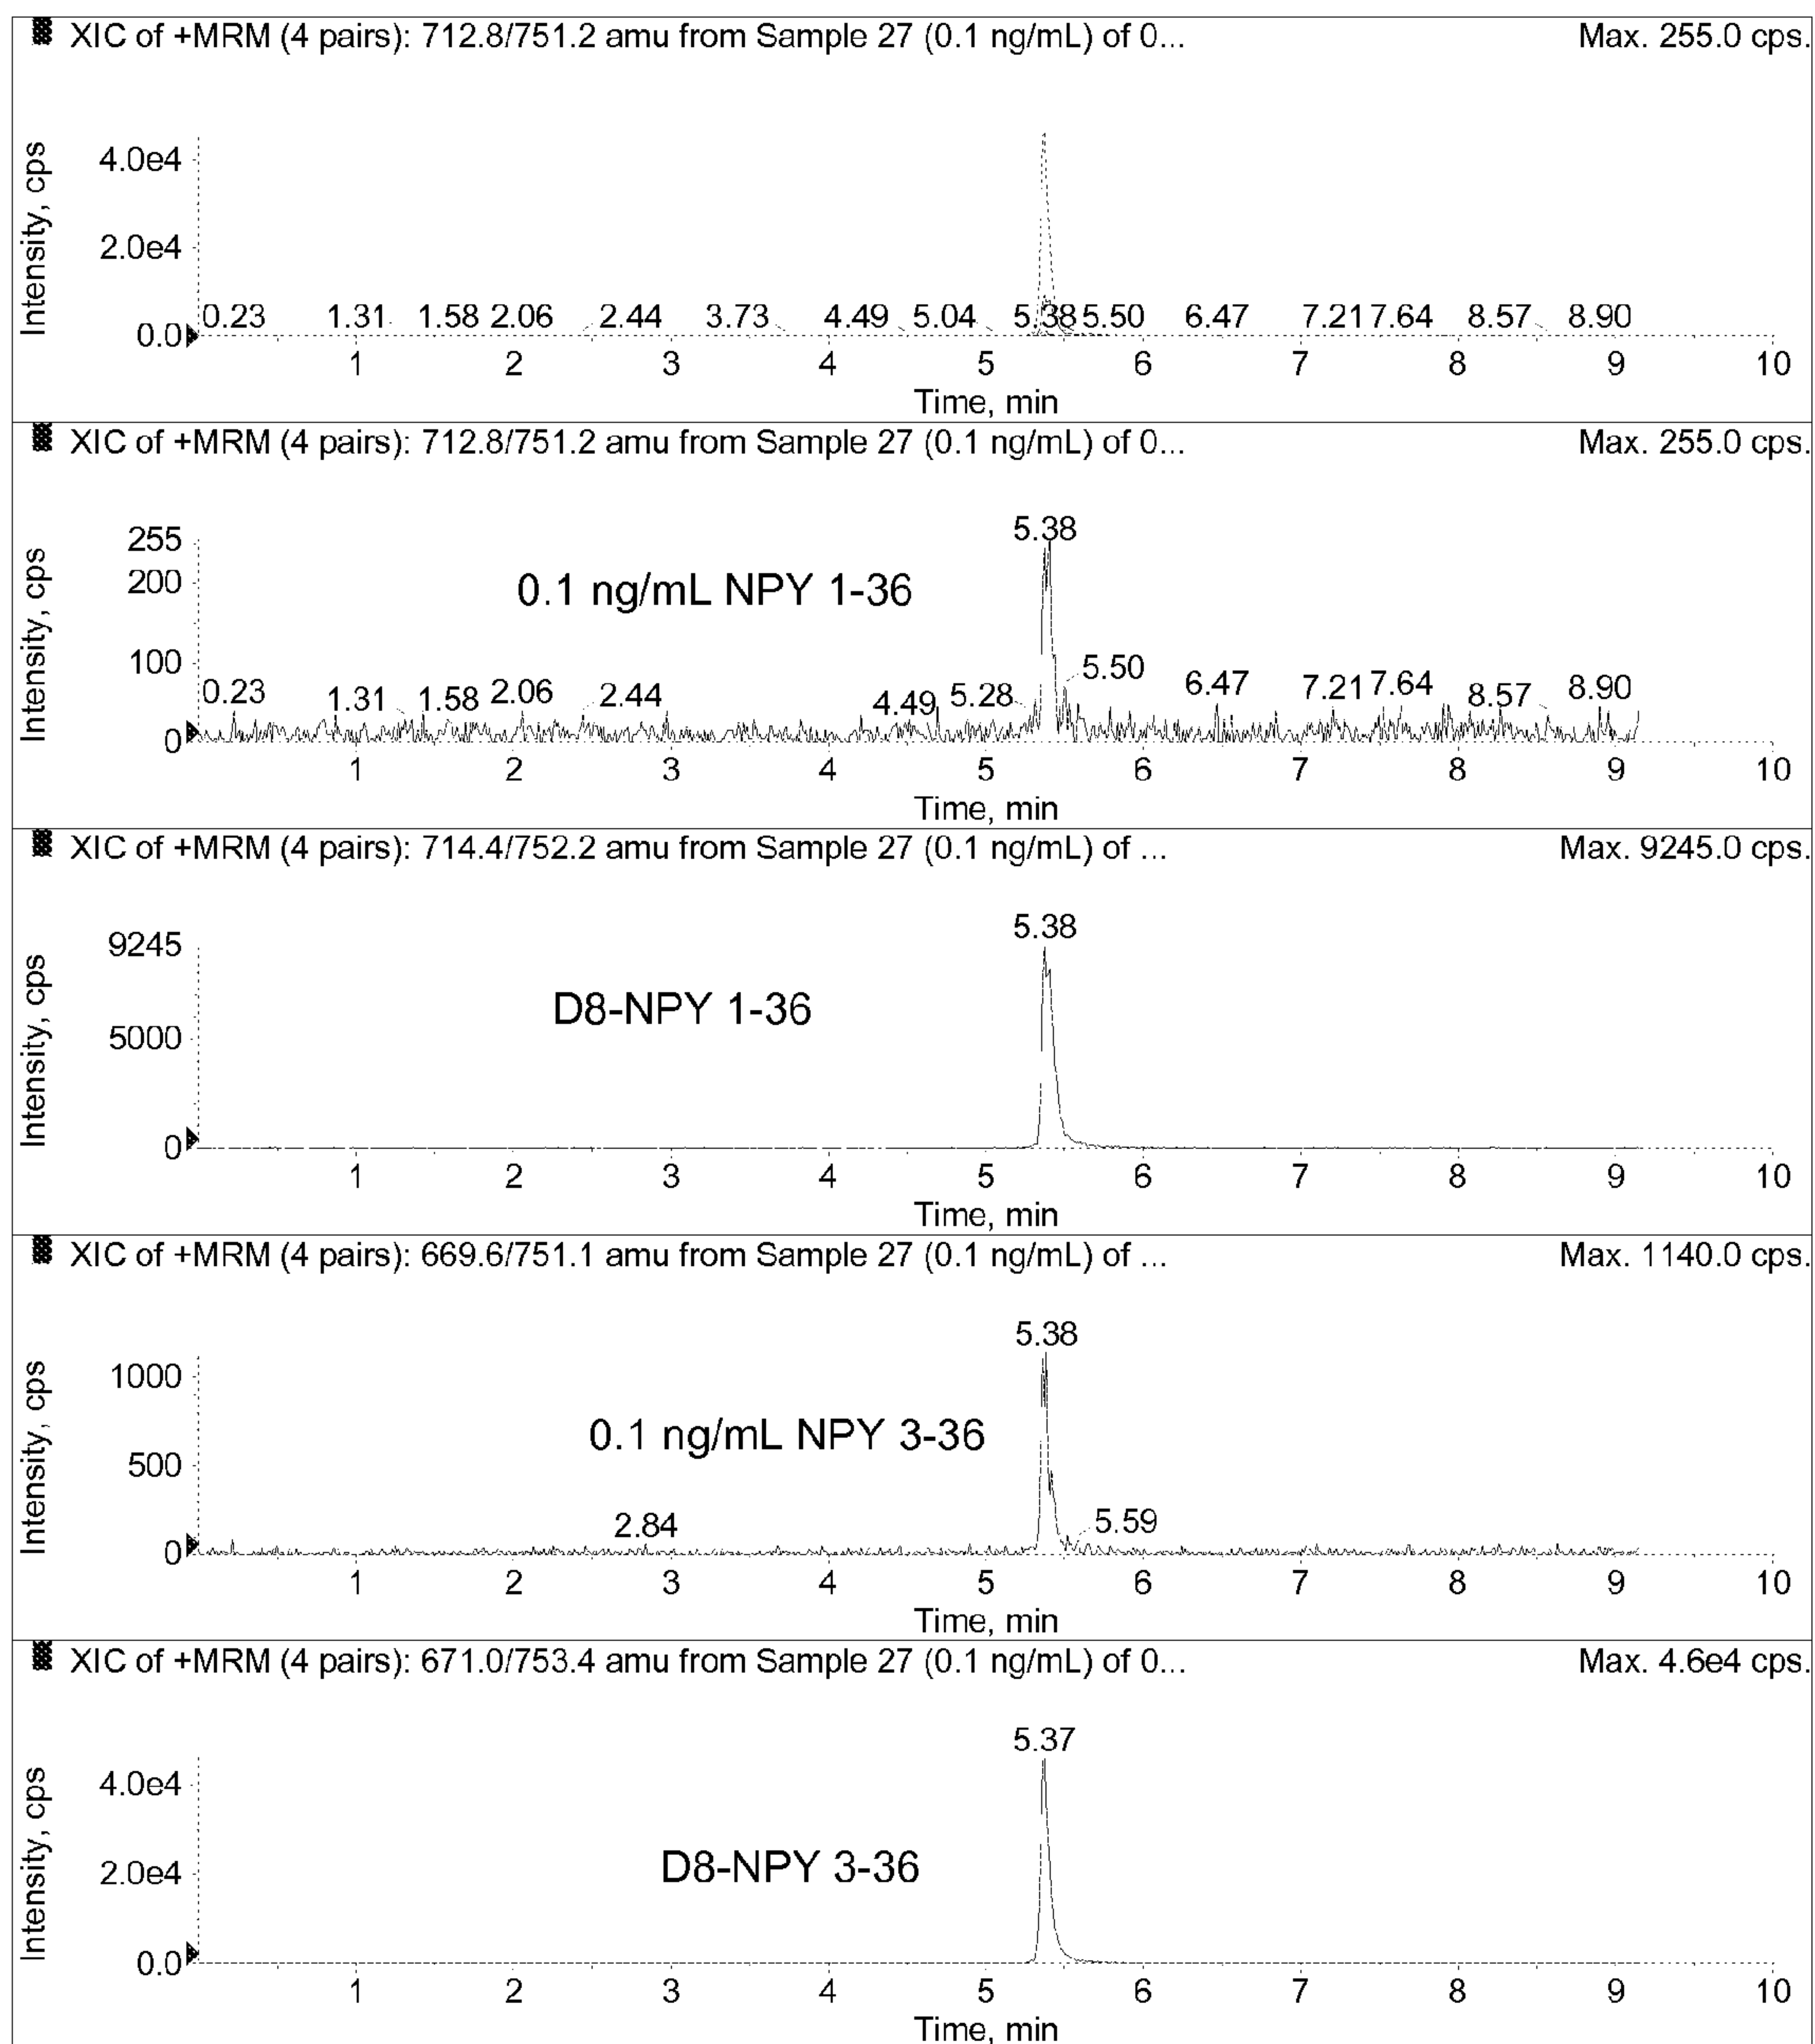 XIC of +MRM (4 pairs): 712.8/751.2 amu from Sample 27 (0.1 ng/mL) of 0... Max. 255.0 cps.
Intensity, cps
4.0e4
2.0e4
0.0
0.23 1.31 1.58 2.06 2.44 3.73 4.49 5.04 5.38 5.50 6.47 7.21 7.64 8.57 8.90
1 2 3 4 5 6 7 8 9 10
Time, min
XIC of +MRM (4 pairs): 712.8/751.2 amu from Sample 27 (0.1 ng/mL) of 0... Max. 255.0 cps.
Intensity, cps
5.38
255
200
0.1 ng/mL NPY 1-36
100
0.23 1.31 1.58 2.06 2.44 4.49 5.28 5.50 6.47 7.21 7.64 8.57 8.90
0
1 2 3 4 5 6 7 8 9 10
Time, min
XIC of +MRM (4 pairs): 714.4/752.2 amu from Sample 27 (0.1 ng/mL) of ... Max. 9245.0 cps.
Intensity, cps
5.38
9245
D8-NPY 1-36
5000
0
1 2 3 4 5 6 7 8 9 10
Time, min
XIC of +MRM (4 pairs): 669.6/751.1 amu from Sample 27 (0.1 ng/mL) of ... Max. 1140.0 cps.
Intensity, cps
5.38
1000
0.1 ng/mL NPY 3-36
500
2.84 5.59
0
1 2 3 4 5 6 7 8 9 10
Time, min
XIC of +MRM (4 pairs): 671.0/753.4 amu from Sample 27 (0.1 ng/mL) of 0... Max. 4.6e4 cps.
Intensity, cps
5.37
4.0e4
D8-NPY 3-36
2.0e4
0.0
1 2 3 4 5 6 7 8 9 10
Time, min